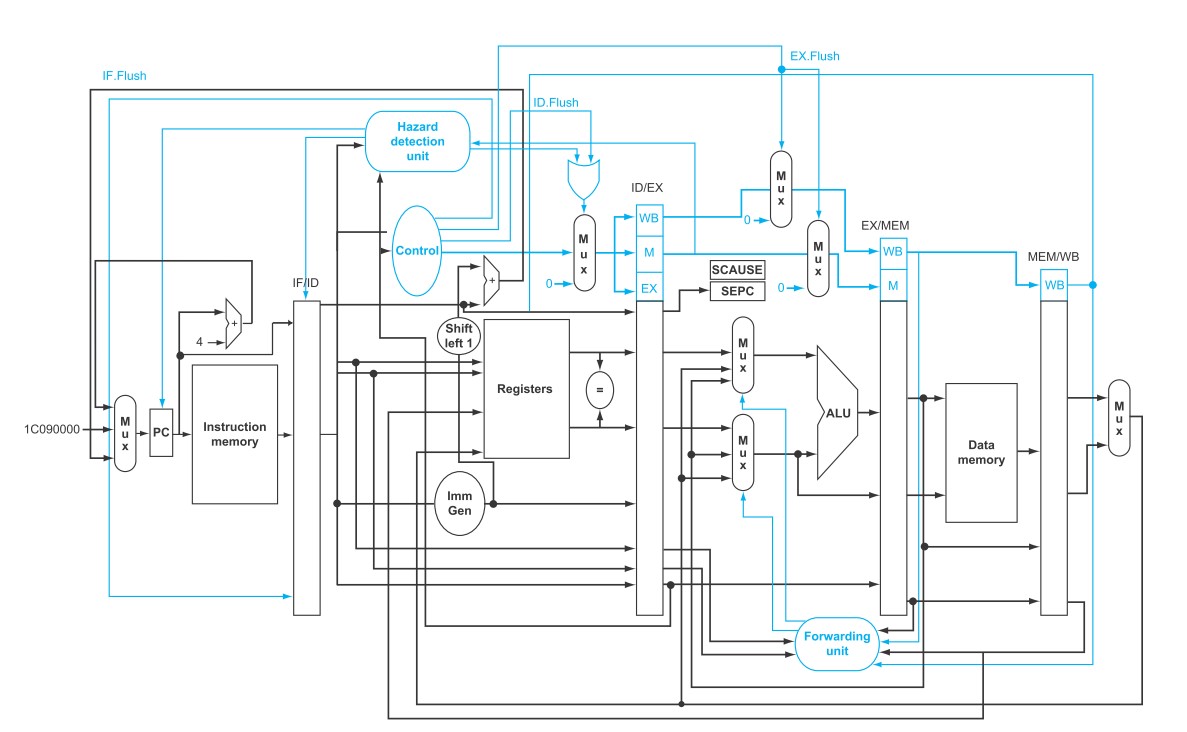 EX.Flush
IF.Flush
ID.Flush
Hazard
detection
unit
Mux
ID/EX
0
WB
EX/MEM
Control
Mux
M
Mux
WB
MEM/WB
SCAUSE
IF/ID
0
EX
SEPC
0
M
WB
+
+
4
Shift
left 1
Mux
Registers
=
ALU
1C090000
Mux
PC
Instruction
memory
Mux
Data
memory
Mux
Imm
Gen
Forwarding
unit